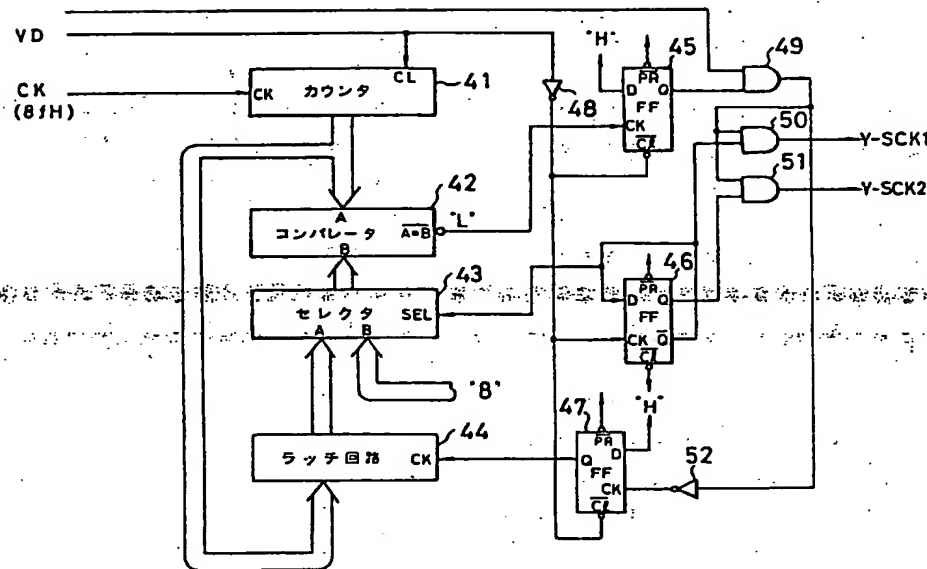 VD
CK
(8fH)
CK カウンタ CL
41
A
コンパレータ A=B
B
42
"L"
セレクタ SEL
A B
43
"8"
ラッチ回路 CK
44
"H"
45
PR
D Q
FF
CK
Cℓ
46
PR
D Q
FF
CK Q
Cℓ
"H"
47
PR
Q D
FF
CK
Cℓ
48
49
50
Y-SCK1
51
Y-SCK2
52